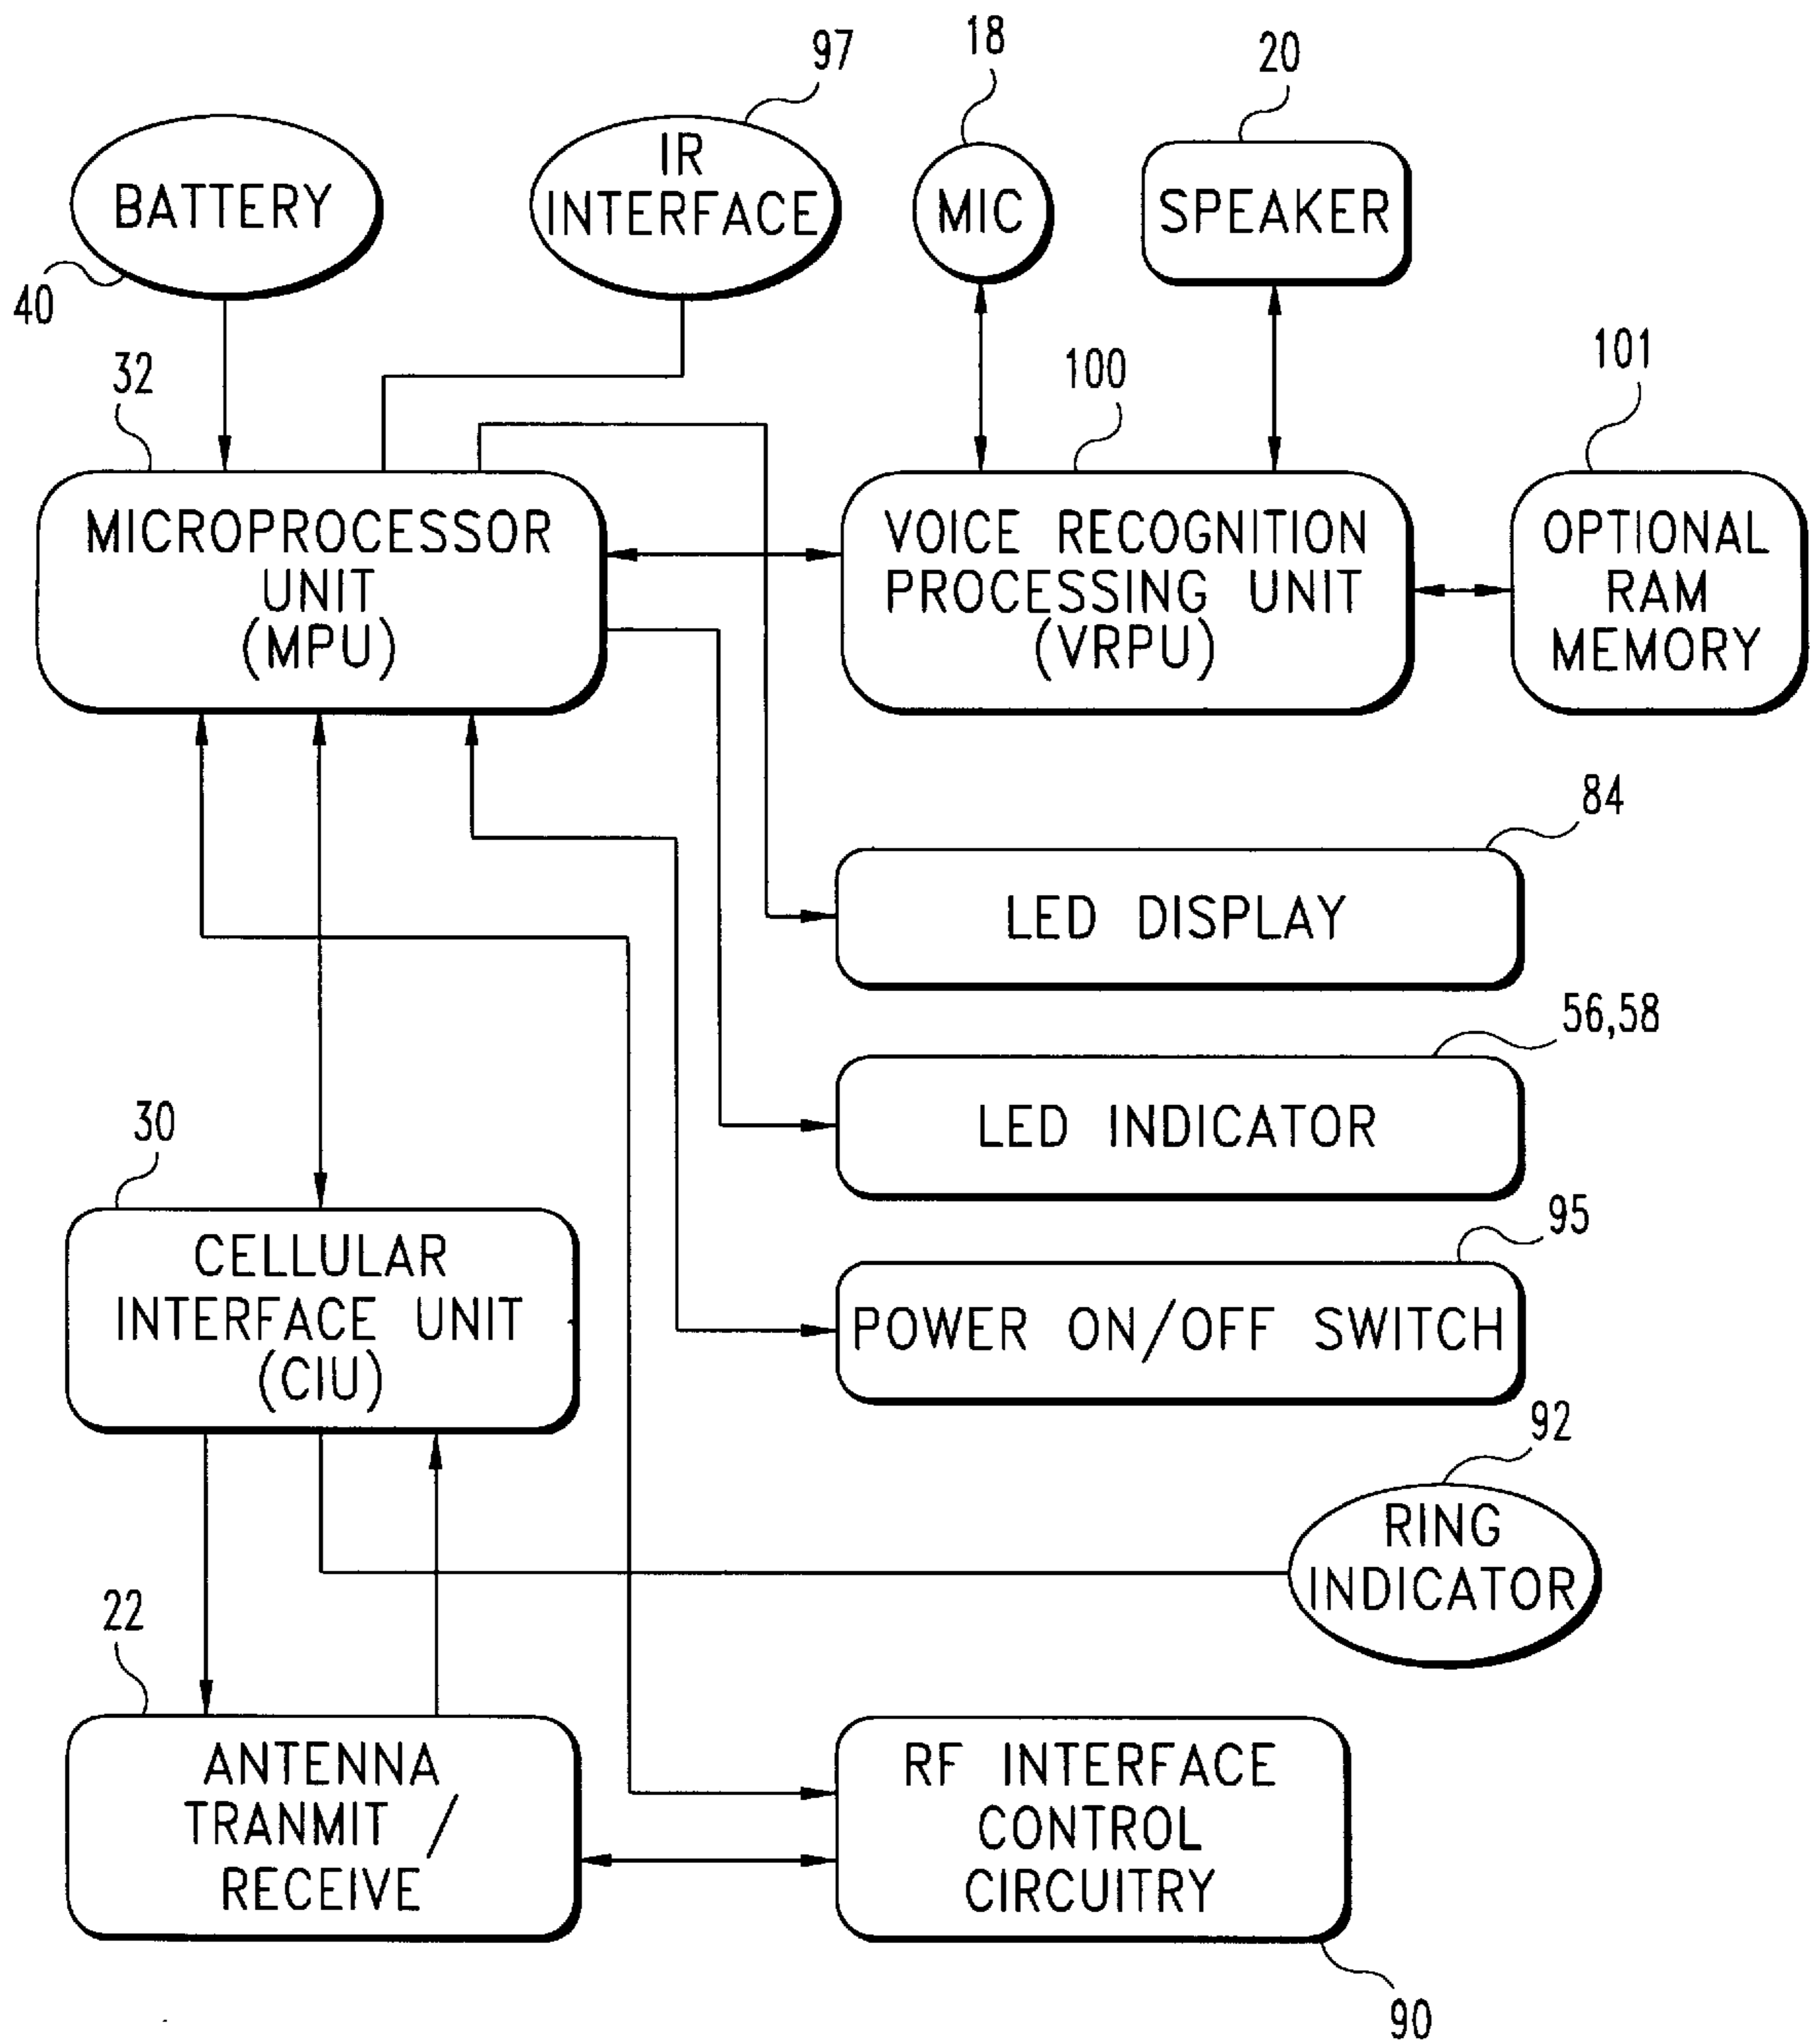 97
18
20
BATTERY
IR
INTERFACE
MIC
SPEAKER
40
32
100
101
MICROPROCESSOR
UNIT
(MPU)
VOICE RECOGNITION
PROCESSING UNIT
(VRPU)
OPTIONAL
RAM
MEMORY
84
LED DISPLAY
56,58
LED INDICATOR
30
95
CELLULAR
INTERFACE UNIT
(CIU)
POWER ON/OFF SWITCH
92
RING
INDICATOR
22
ANTENNA
TRANMIT/
RECEIVE
RF INTERFACE
CONTROL
CIRCUITRY
90